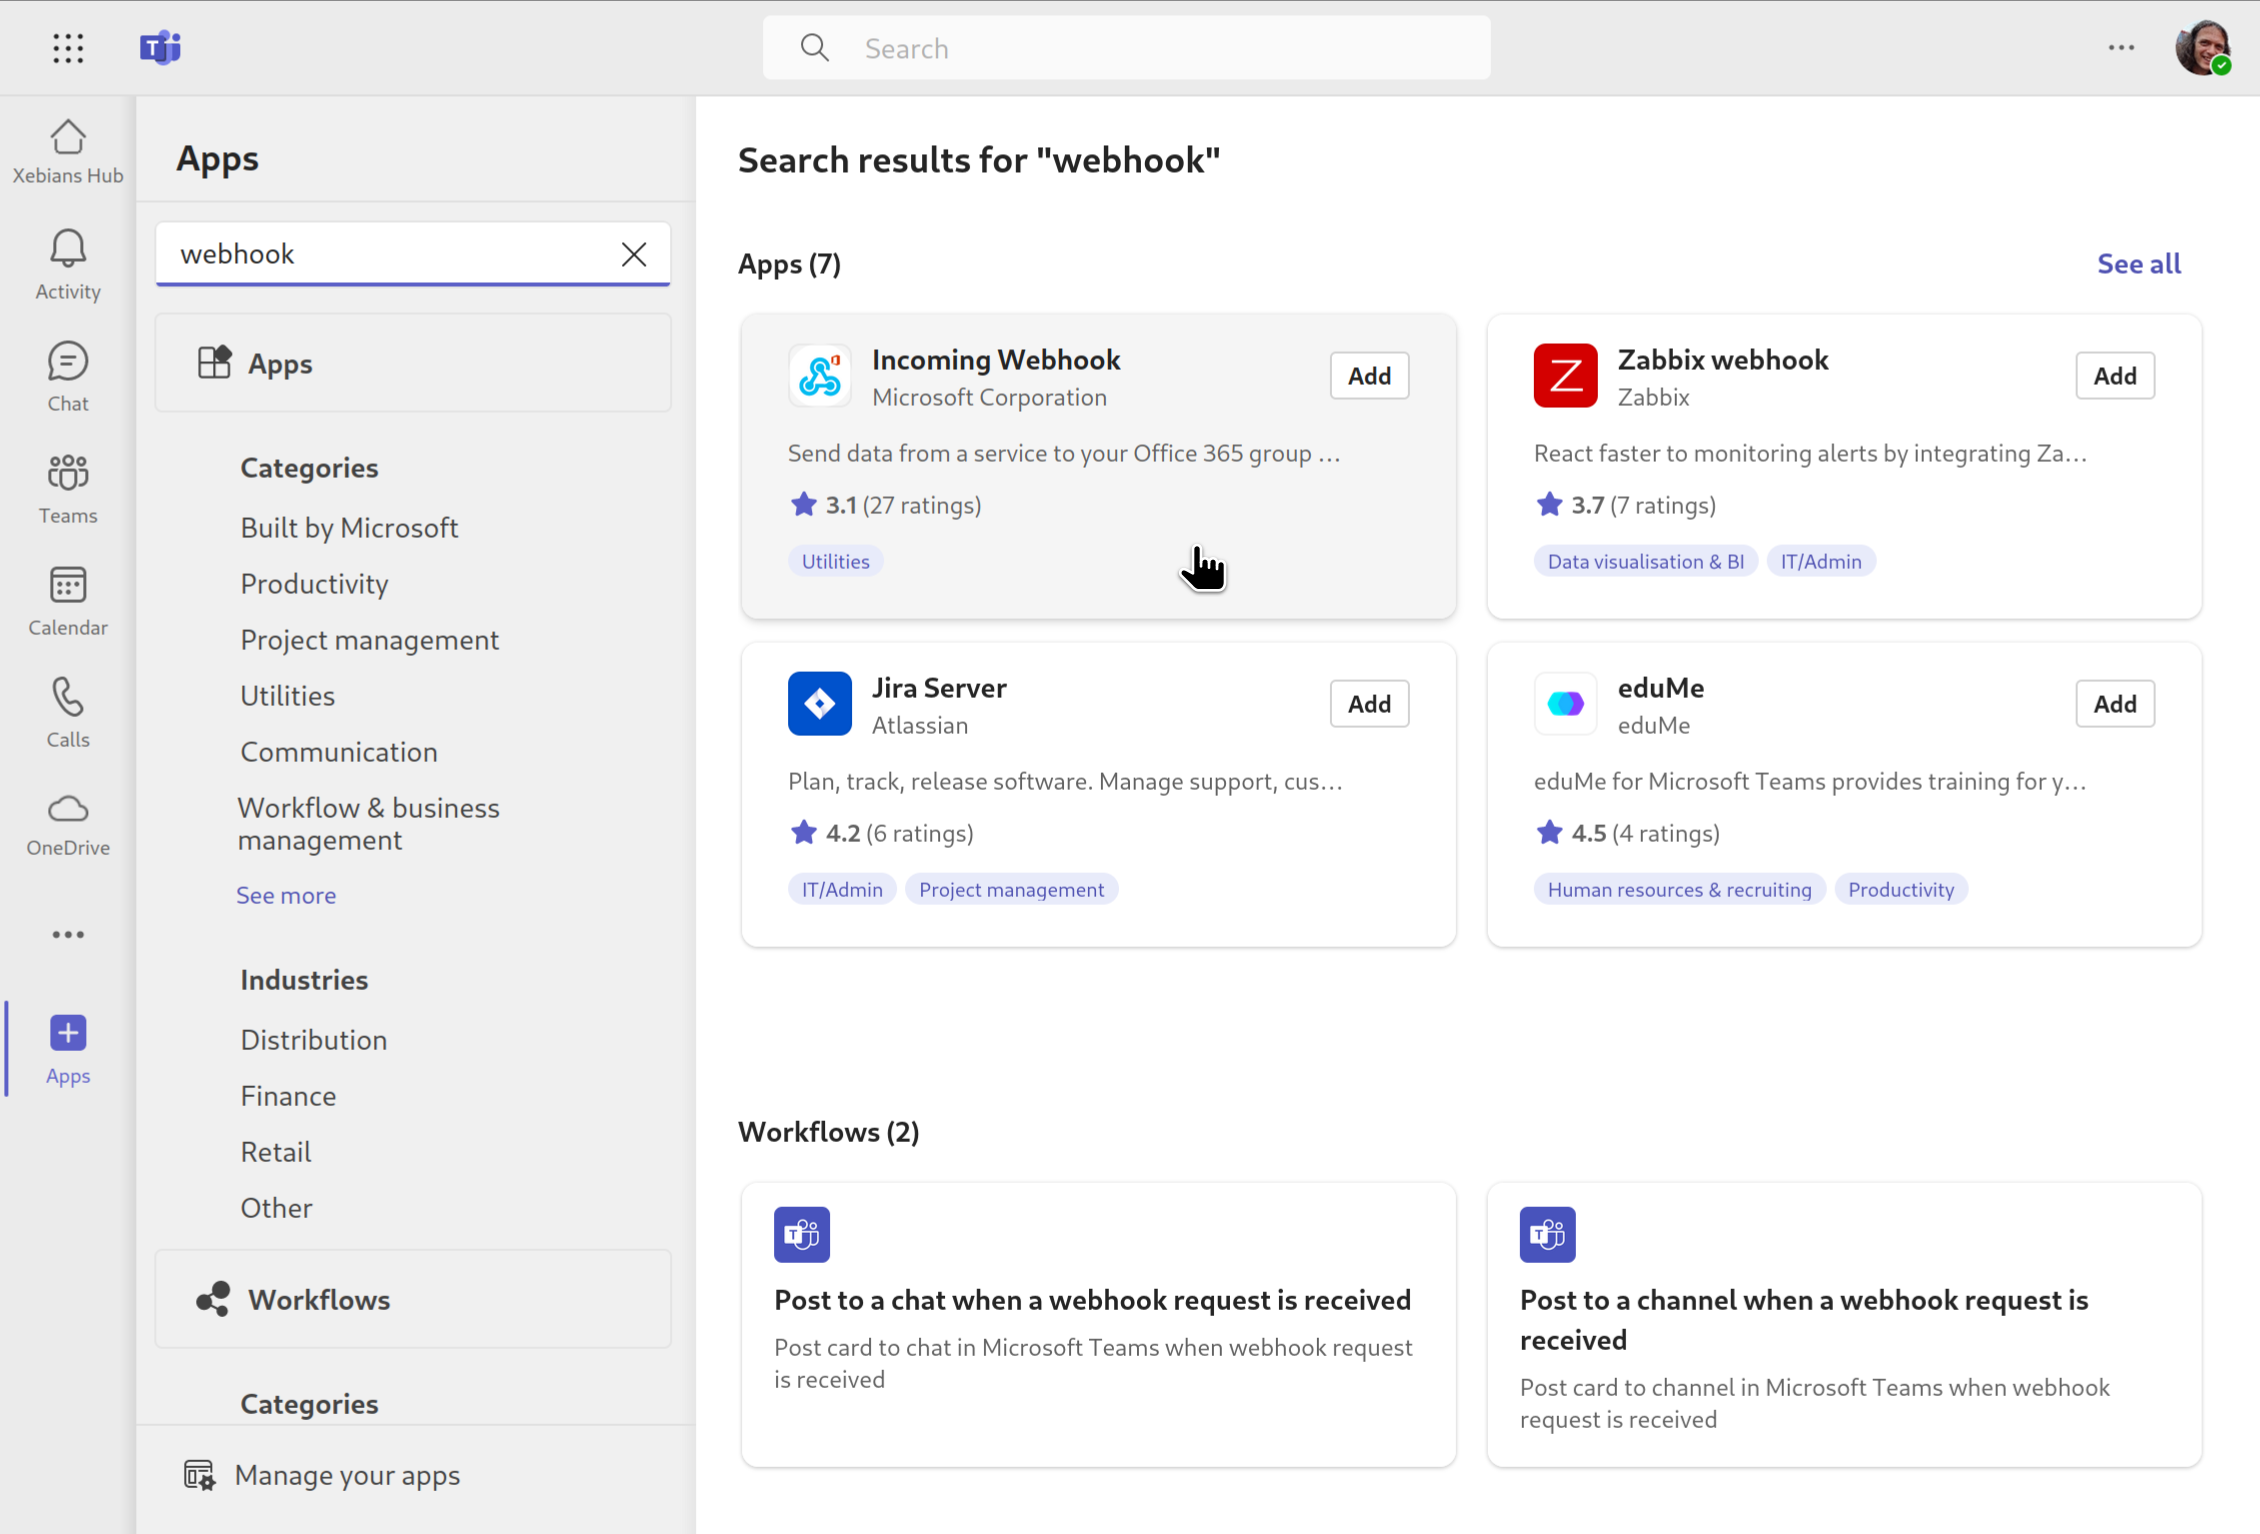 Search
Xebians Hub
Activity
Chat
Teams
Calendar
Calls
OneDrive
Apps
Apps
webhook
Apps
Categories
Built by Microsoft
Productivity
Project management
Utilities
Communication
Workflow & business
management
See more
Industries
Distribution
Finance
Retail
Other
Workflows
Categories
Manage your apps
Search results for "webhook"
Apps (7)
See all
Incoming Webhook
Microsoft Corporation
Add
Send data from a service to your Office 365 group ...
3.1 (27 ratings)
Utilities
Z
Zabbix webhook
Zabbix
Add
React faster to monitoring alerts by integrating Za...
3.7 (7 ratings)
Data visualisation & BI
IT/Admin
Jira Server
Atlassian
Add
Plan, track, release software. Manage support, cus...
4.2 (6 ratings)
IT/Admin
Project management
eduMe
eduMe
Add
eduMe for Microsoft Teams provides training for y...
4.5 (4 ratings)
Human resources & recruiting
Productivity
Workflows (2)
T
Post to a chat when a webhook request is received
Post card to chat in Microsoft Teams when webhook request
is received
T
Post to a channel when a webhook request is
received
Post card to channel in Microsoft Teams when webhook
request is received